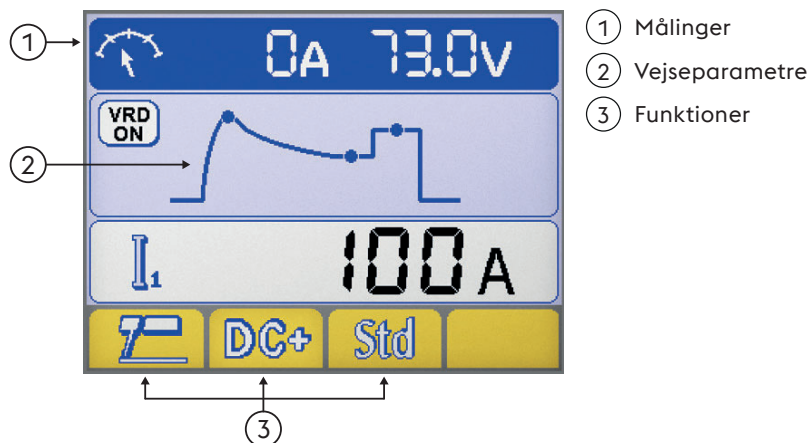 1 0A 73.0V 1 Målinger
2 Vejseparametre
VRD
ON
3 Funktioner
2
I1 100A
DC+ Std
3